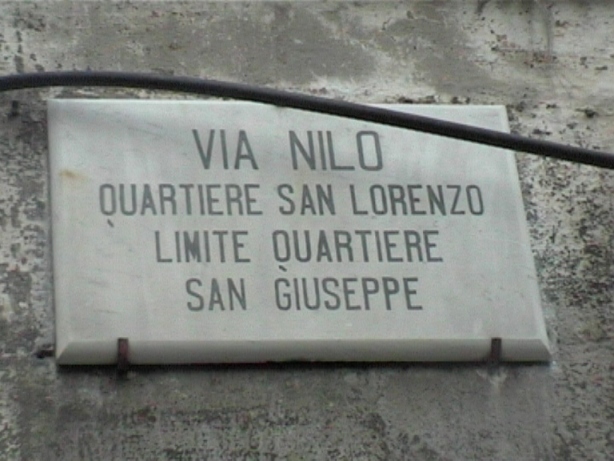 VIA NILO
QUARTIERE SAN LORENZO
LIMITE QUARTIERE
SAN GIUSEPPE